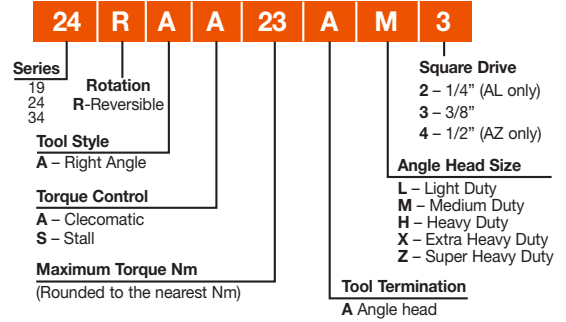 24 R A A 23 A M 3
Series
19
24
34
Rotation
R-Reversible
Tool Style
A – Right Angle
Torque Control
A – Clecomatic
S – Stall
Maximum Torque Nm
(Rounded to the nearest Nm)
Square Drive
2 – 1/4" (AL only)
3 – 3/8"
4 – 1/2" (AZ only)
Angle Head Size
L – Light Duty
M – Medium Duty
H – Heavy Duty
X – Extra Heavy Duty
Z – Super Heavy Duty
Tool Termination
A Angle head